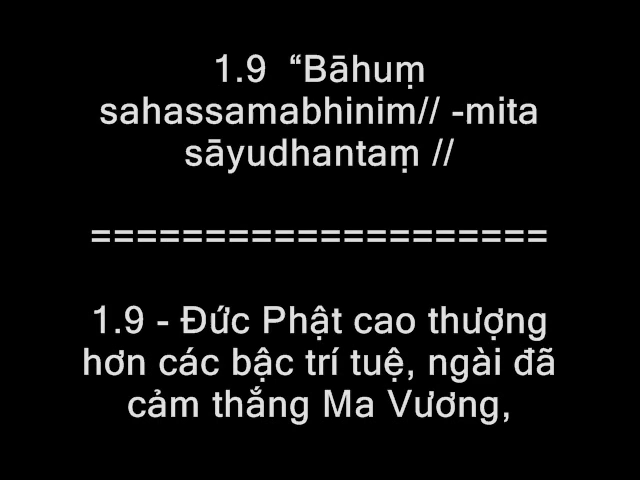 1.9  “Bāhuṃ
sahassamabhinim// -mita
sāyudhantaṃ //
====================
1.9 - Đức Phật cao thượng
hơn các bậc trí tuệ, ngài đã
cảm thắng Ma Vương,